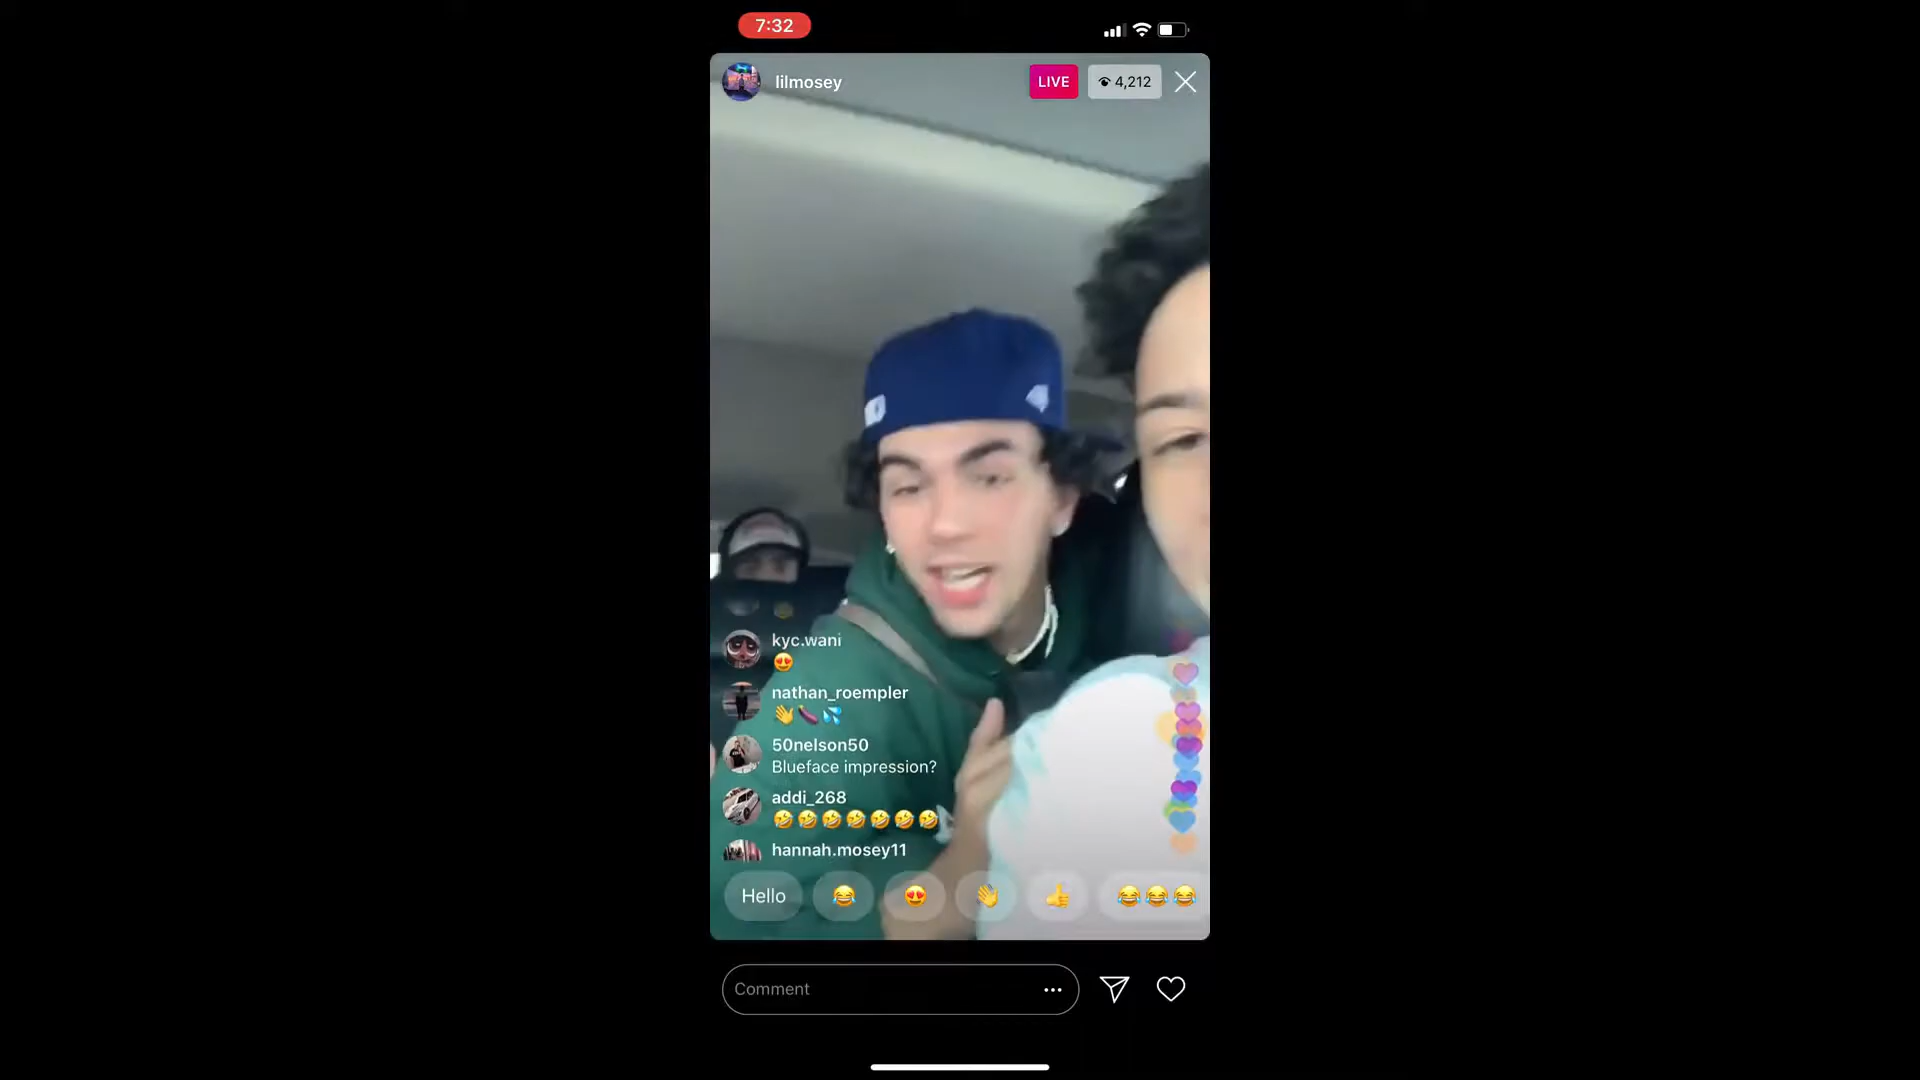 7:32
lilmosey
LIVE
4,212
kyc.wani
😍
nathan_roempler
👋🍆💦
50nelson50
Blueface impression?
addi_268
🤣🤣🤣🤣🤣🤣🤣
hannah.mosey11
Hello 😂 😍 👋 👍 😂😂😂
Comment